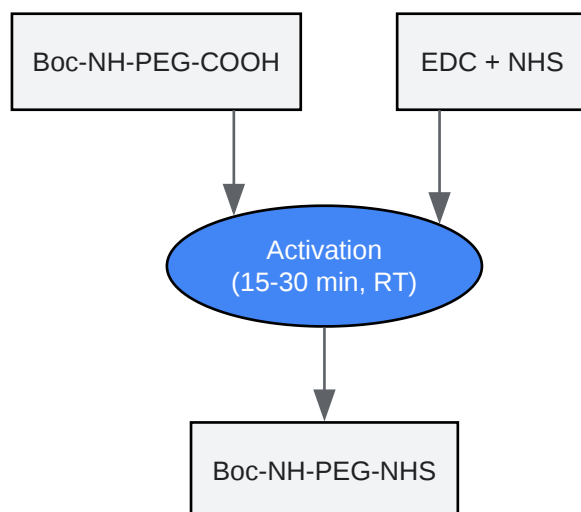 Boc-NH-PEG-COOH
EDC + NHS
Activation
(15-30 min, RT)
Boc-NH-PEG-NHS